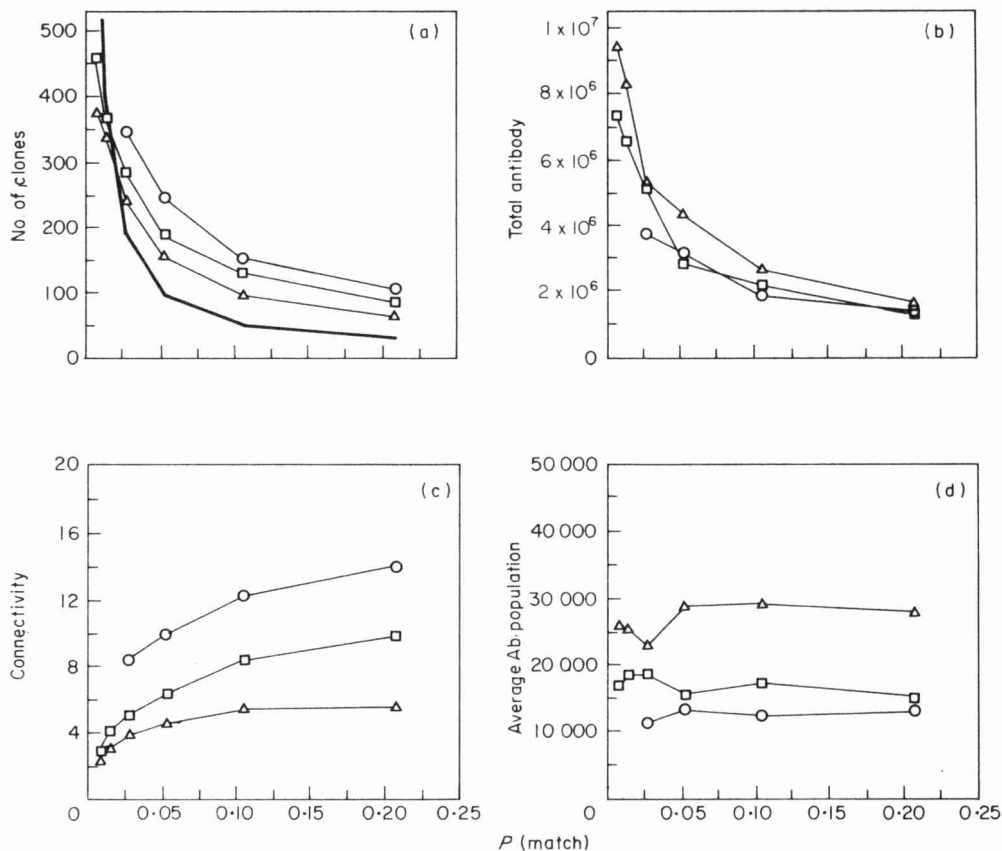 (a)
No. of clones
500
400
300
200
100
0
(b)
Total antibody
1 x 10⁷
8 x 10⁶
6 x 10⁶
4 x 10⁶
2 x 10⁶
0
(c)
Connectivity
20
16
12
8
4
0
0·05 0·10 0·15 0·20 0·25
(d)
Average Ab·population
50 000
40 000
30 000
20 000
10 000
0
0·05 0·10 0·15 0·20 0·25
P (match)